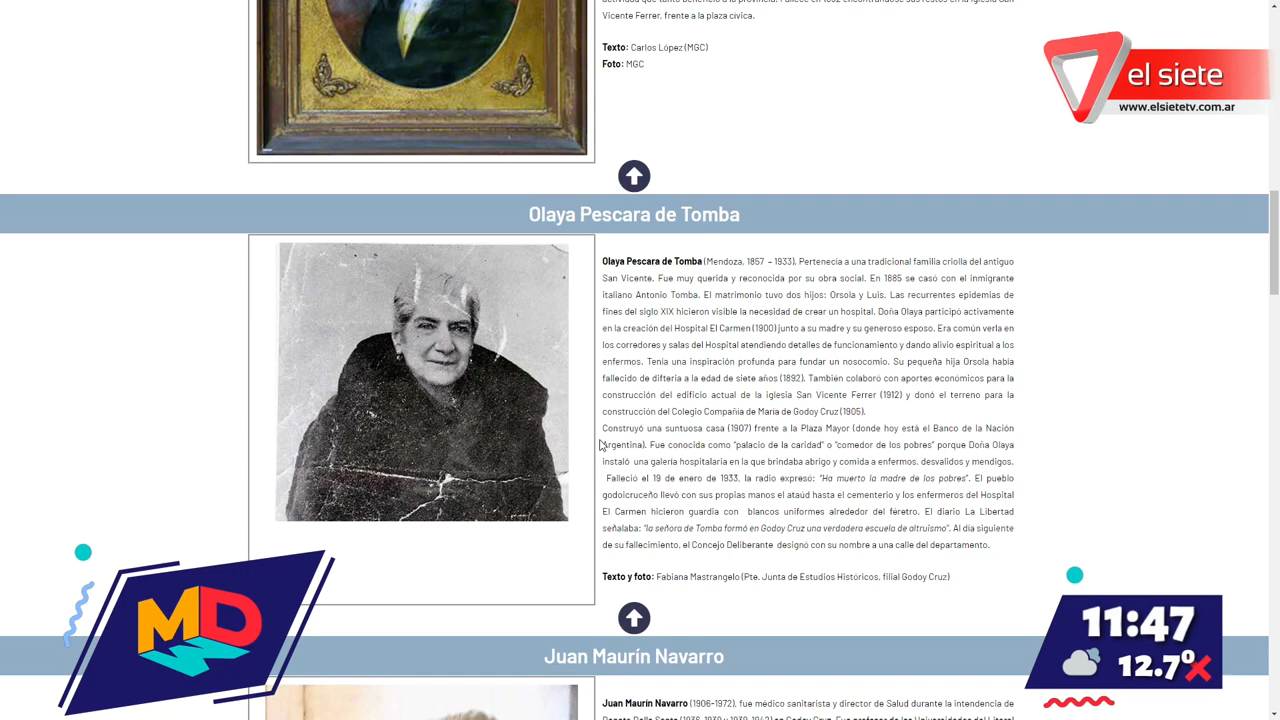 Vicente Ferrer, frente a la plaza cívica.
Texto: Carlos López (MGC)
Foto: MGC
el siete
www.elsietetv.com.ar
Olaya Pescara de Tomba
Olaya Pescara de Tomba (Mendoza, 1857 – 1933). Pertenecía a una tradicional familia criolla del antiguo
San Vicente. Fue muy querida y reconocida por su obra social. En 1885 se casó con el inmigrante
italiano Antonio Tomba. El matrimonio tuvo dos hijos: Orsola y Luis. Las recurrentes epidemias de
fines del siglo XIX hicieron visible la necesidad de crear un hospital. Doña Olaya participó activamente
en la creación del Hospital El Carmen (1900) junto a su madre y su generoso esposo. Era común verla en
los corredores y salas del Hospital atendiendo detalles de funcionamiento y dando alivio espiritual a los
enfermos. Tenía una inspiración profunda para fundar un nosocomio. Su pequeña hija Orsola había
fallecido de difteria a la edad de siete años (1892). También colaboró con aportes económicos para la
construcción del edificio actual de la iglesia San Vicente Ferrer (1912) y donó el terreno para la
construcción del Colegio Compañía de María de Godoy Cruz (1905).
Construyó una suntuosa casa (1907) frente a la Plaza Mayor (donde hoy está el Banco de la Nación
Argentina). Fue conocida como “palacio de la caridad” o “comedor de los pobres” porque Doña Olaya
instaló una galería hospitalaria en la que brindaba abrigo y comida a enfermos, desvalidos y mendigos.
Falleció el 19 de enero de 1933, la radio expresó: “Ha muerto la madre de los pobres”. El pueblo
godoicruceño llevó con sus propias manos el ataúd hasta el cementerio y los enfermeros del Hospital
El Carmen hicieron guardia con blancos uniformes alrededor del féretro. El diario La Libertad
señalaba: “la señora de Tomba formó en Godoy Cruz una verdadera escuela de altruismo”. Al día siguiente
de su fallecimiento, el Concejo Deliberante designó con su nombre a una calle del departamento.
Texto y foto: Fabiana Mastrangelo (Pte. Junta de Estudios Históricos, filial Godoy Cruz)
MD
11:47
12.7º
Juan Maurín Navarro
Juan Maurín Navarro (1906-1972), fue médico sanitarista y director de Salud durante la intendencia de